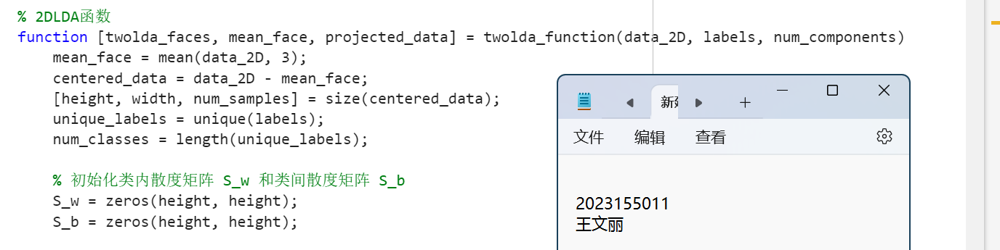 % 2DLDA函数
function [twolda_faces, mean_face, projected_data] = twolda_function(data_2D, labels, num_components)
mean_face = mean(data_2D, 3);
centered_data = data_2D - mean_face;
[height, width, num_samples] = size(centered_data);
unique_labels = unique(labels);
num_classes = length(unique_labels);
% 初始化类内散度矩阵 S_w 和类间散度矩阵 S_b
S_w = zeros(height, height);
S_b = zeros(height, height);
新
文件 编辑 查看
2023155011
王文丽